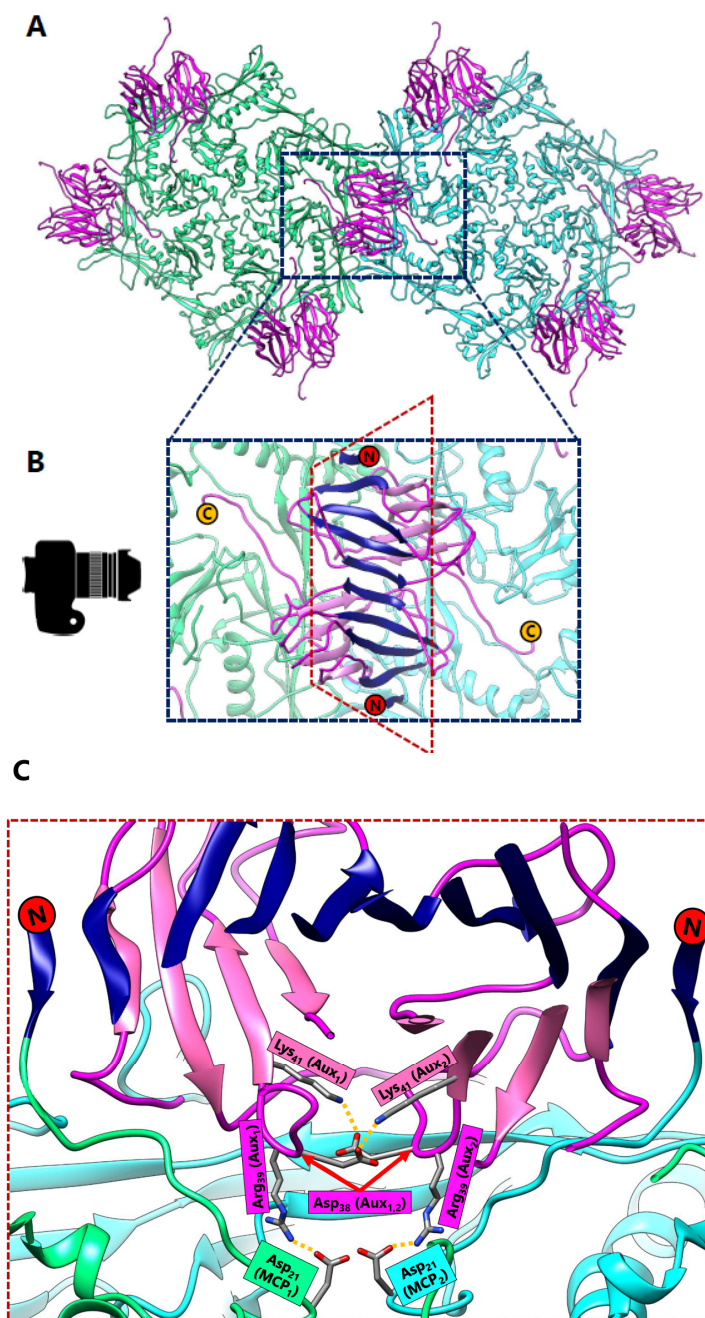 A
B
N
C
C
N
C
N
N
Lys41 (Aux1)
Lys41 (Aux2)
Arg39 (Aux1)
Arg39 (Aux2)
Asp38 (Aux1,2)
Asp21
(MCP1)
Asp21
(MCP2)